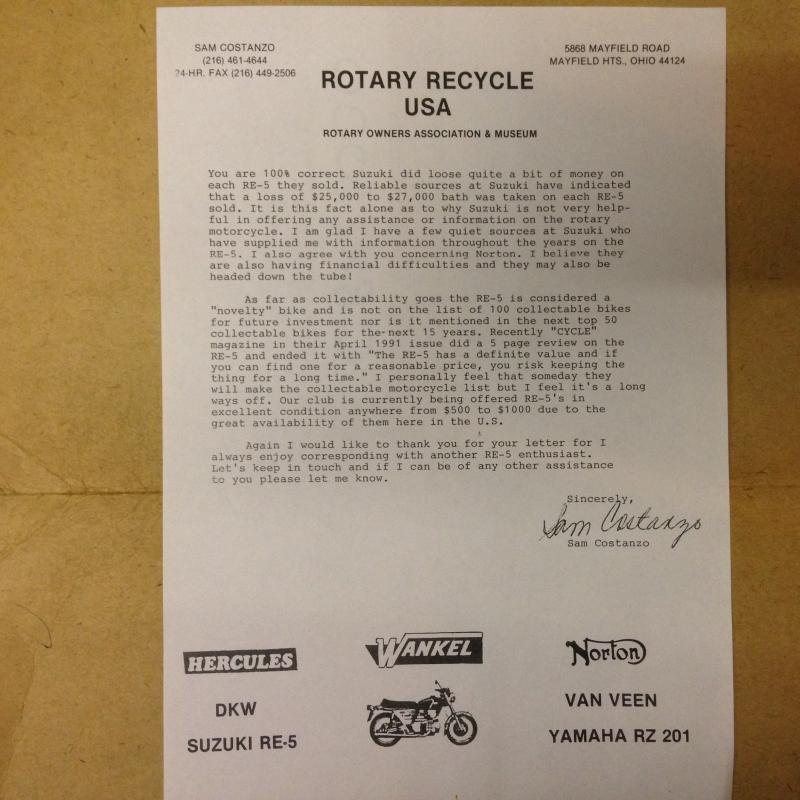 SAM COSTANZO
(216) 461-4644
24-HR. FAX (216) 449-2506
5868 MAYFIELD ROAD
MAYFIELD HTS., OHIO 44124
ROTARY RECYCLE
USA
ROTARY OWNERS ASSOCIATION & MUSEUM
You are 100% correct Suzuki did loose quite a bit of money on
each RE-5 they sold. Reliable sources at Suzuki have indicated
that a loss of $25,000 to $27,000 bath was taken on each RE-5
sold. It is this fact alone as to why Suzuki is not very help-
ful in offering any assistance or information on the rotary
motorcycle. I am glad I have a few quiet sources at Suzuki who
have supplied me with information throughout the years on the
RE-5. I also agree with you concerning Norton. I believe they
are also having financial difficulties and they may also be
headed down the tube!
As far as collectability goes the RE-5 is considered a
"novelty" bike and is not on the list of 100 collectable bikes
for future investment nor is it mentioned in the next top 50
collectable bikes for the next 15 years. Recently "CYCLE"
magazine in their April 1991 issue did a 5 page review on the
RE-5 and ended it with "The RE-5 has a definite value and if
you can find one for a reasonable price, you risk keeping the
thing for a long time." I personally feel that someday they
will make the collectable motorcycle list but I feel it's a long
ways off. Our club is currently being offered RE-5's in
excellent condition anywhere from $500 to $1000 due to the
great availability of them here in the U.S.
Again I would like to thank you for your letter for I
always enjoy corresponding with another RE-5 enthusiast.
Let's keep in touch and if I can be of any other assistance
to you please let me know.
Sincerely,
Sam Costanzo
Sam Costanzo
HERCULES
WANKEL
Norton
DKW
VAN VEEN
SUZUKI RE-5
YAMAHA RZ 201